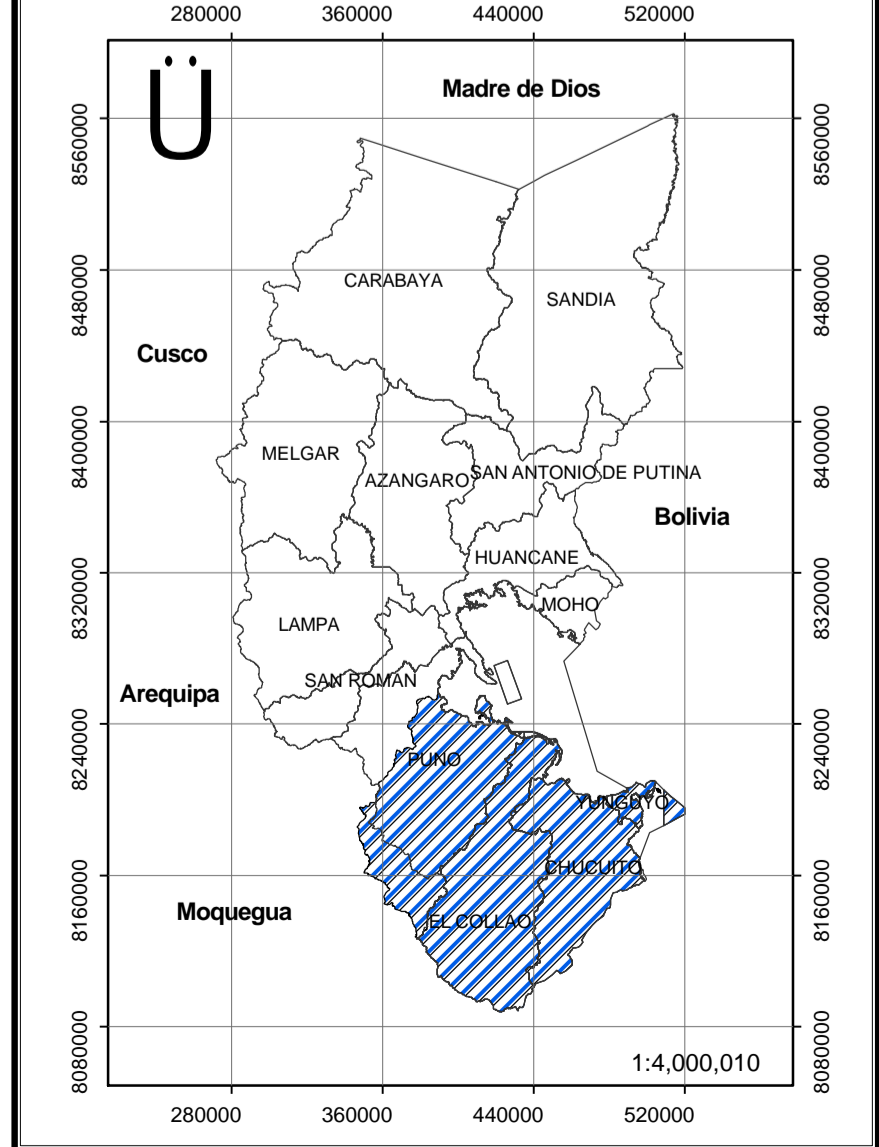 280000 360000 440000 520000
Ü
Madre de Dios
8560000 8560000
CARABAYA
SANDIA
8480000 8480000
Cusco
8400000 8400000
MELGAR
AZANGARO
SAN ANTONIO DE PUTINA
Bolivia
HUANCANE
8320000 8320000
MOHO
LAMPA
SAN ROMAN
Arequipa
8240000 8240000
PUNO
YUNGUYO
CHUCUITO
8160000 8160000
Moquegua
EL COLLAO
8080000 8080000
1:4,000,010
280000 360000 440000 520000